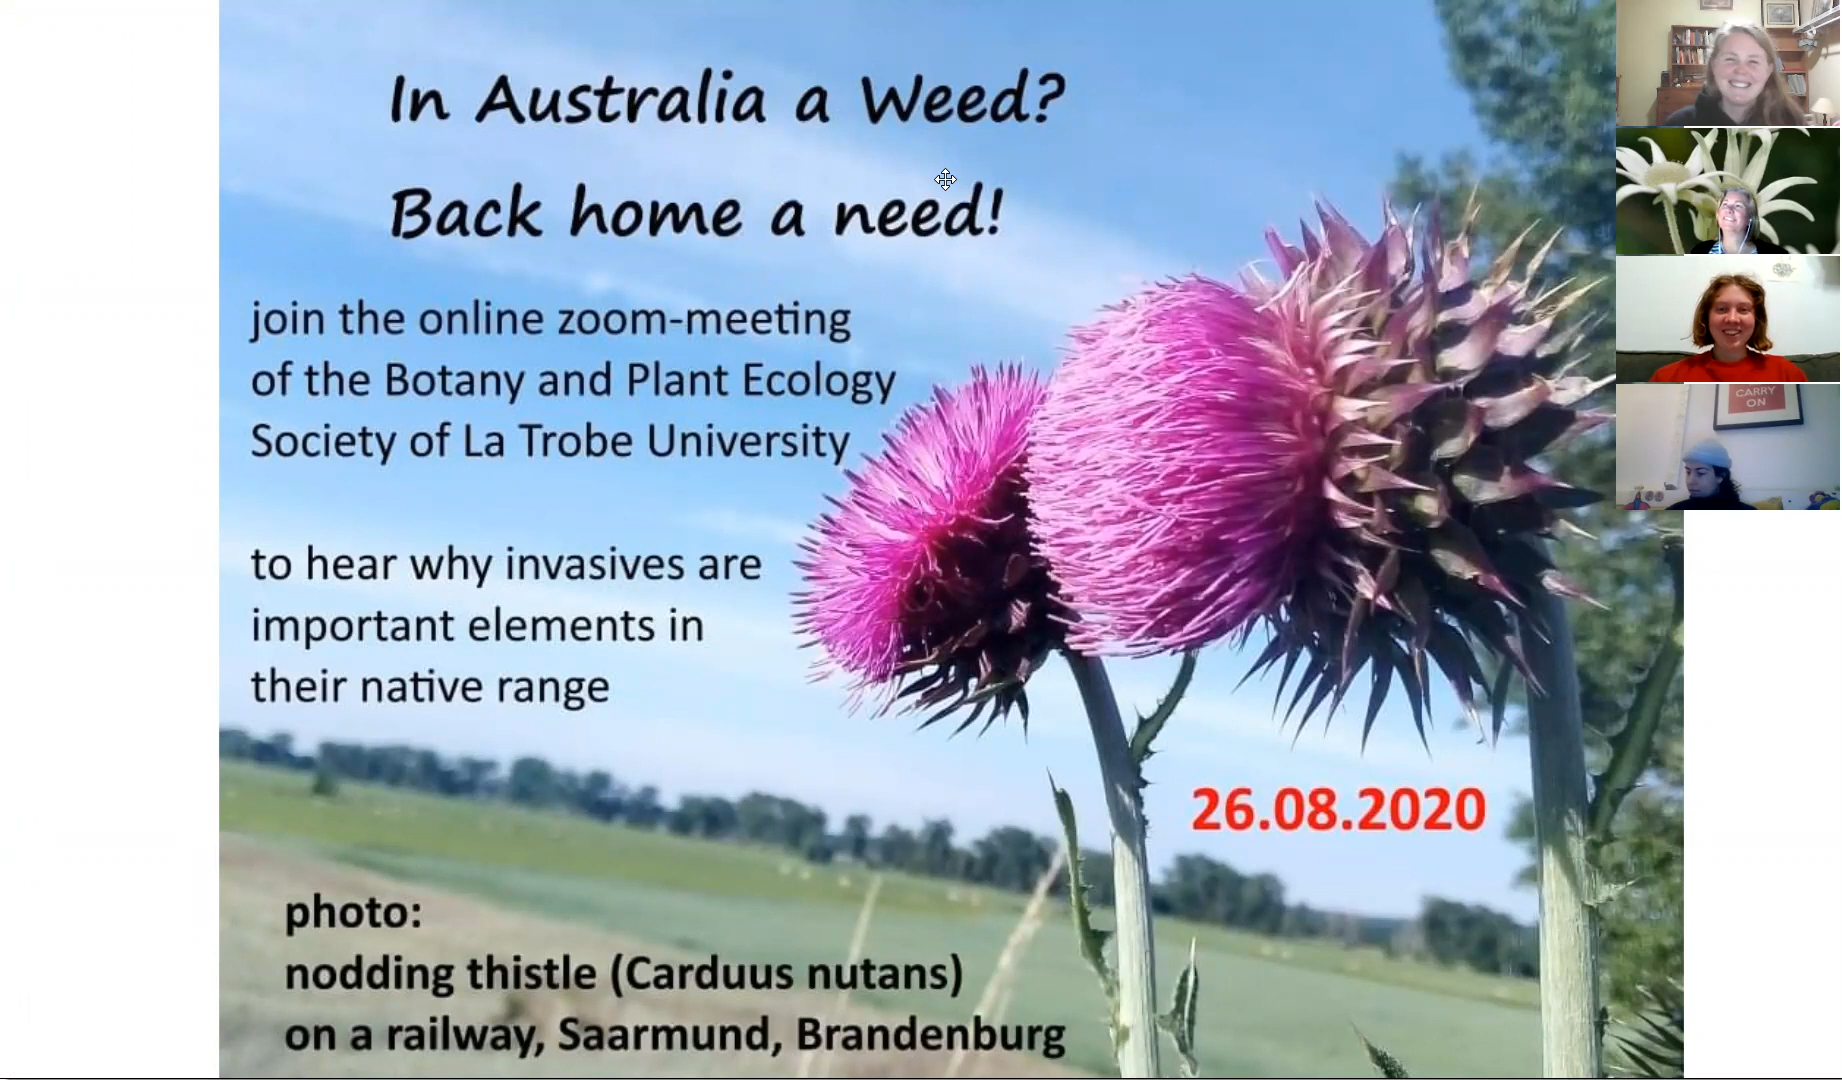 In Australia a Weed?
Back home a need!
join the online zoom-meeting
of the Botany and Plant Ecology
Society of La Trobe University
to hear why invasives are
important elements in
their native range
26.08.2020
photo:
nodding thistle (Carduus nutans)
on a railway, Saarmund, Brandenburg
CARRY
ON